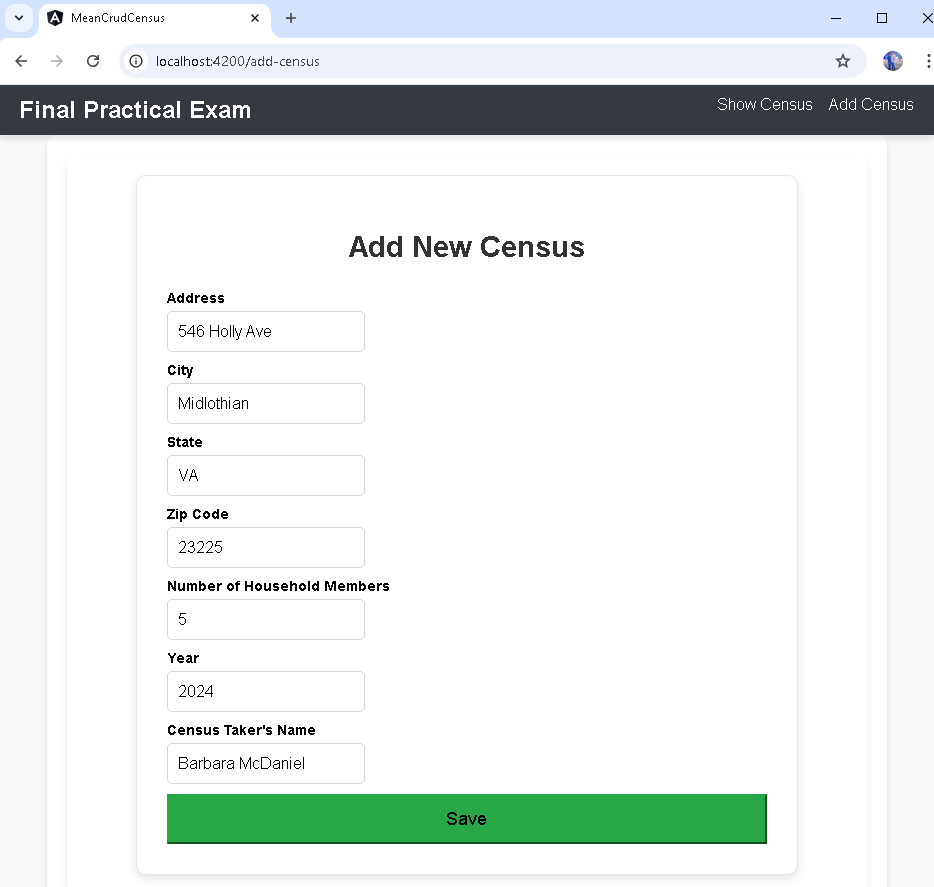 MeanCrudCensus
localhost:4200/add-census
Final Practical Exam
Show Census
Add Census
Add New Census
Address
546 Holly Ave
City
Midlothian
State
VA
Zip Code
23225
Number of Household Members
5
Year
2024
Census Taker's Name
Barbara McDaniel
Save